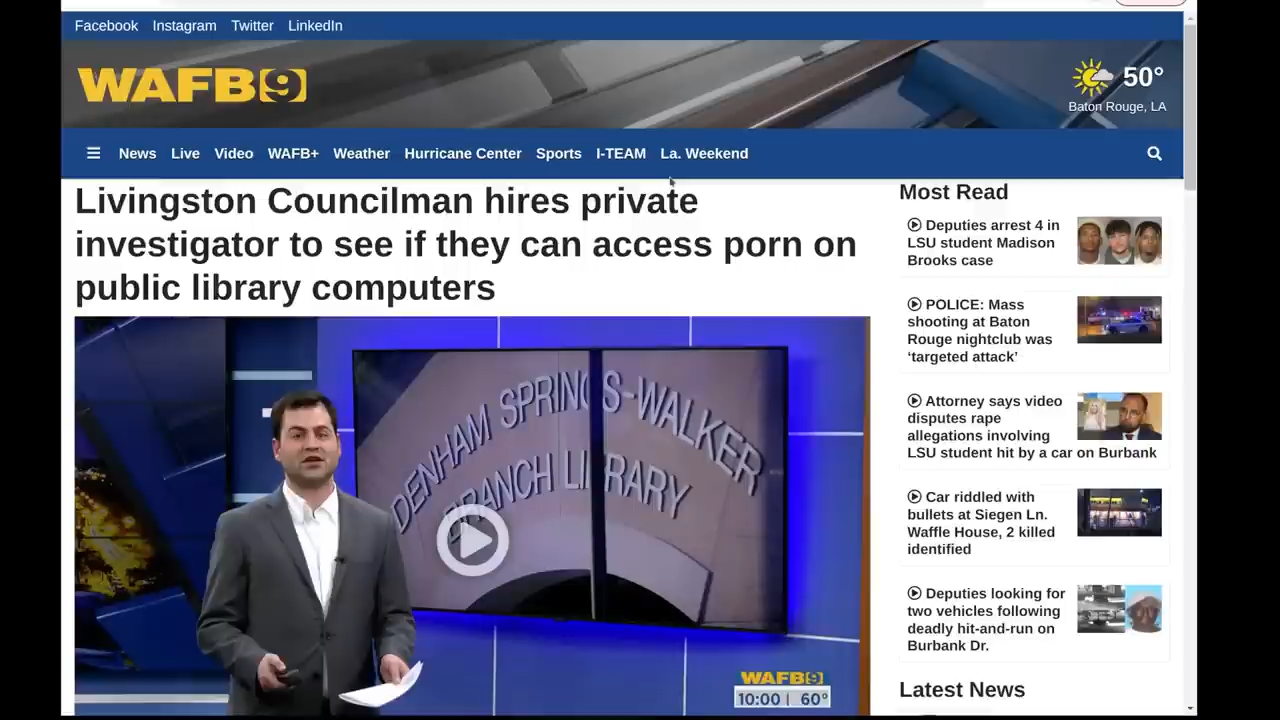 Facebook Instagram Twitter LinkedIn
WAFB9
50°
Baton Rouge, LA
News Live Video WAFB+ Weather Hurricane Center Sports I-TEAM La. Weekend
Livingston Councilman hires private
investigator to see if they can access porn on
public library computers
DENHAM SPRINGS-WALKER
BRANCH LIBRARY
WAFB9
10:00 | 60°
Most Read
Deputies arrest 4 in
LSU student Madison
Brooks case
POLICE: Mass
shooting at Baton
Rouge nightclub was
‘targeted attack’
Attorney says video
disputes rape
allegations involving
LSU student hit by a car on Burbank
Car riddled with
bullets at Siegen Ln.
Waffle House, 2 killed
identified
Deputies looking for
two vehicles following
deadly hit-and-run on
Burbank Dr.
Latest News